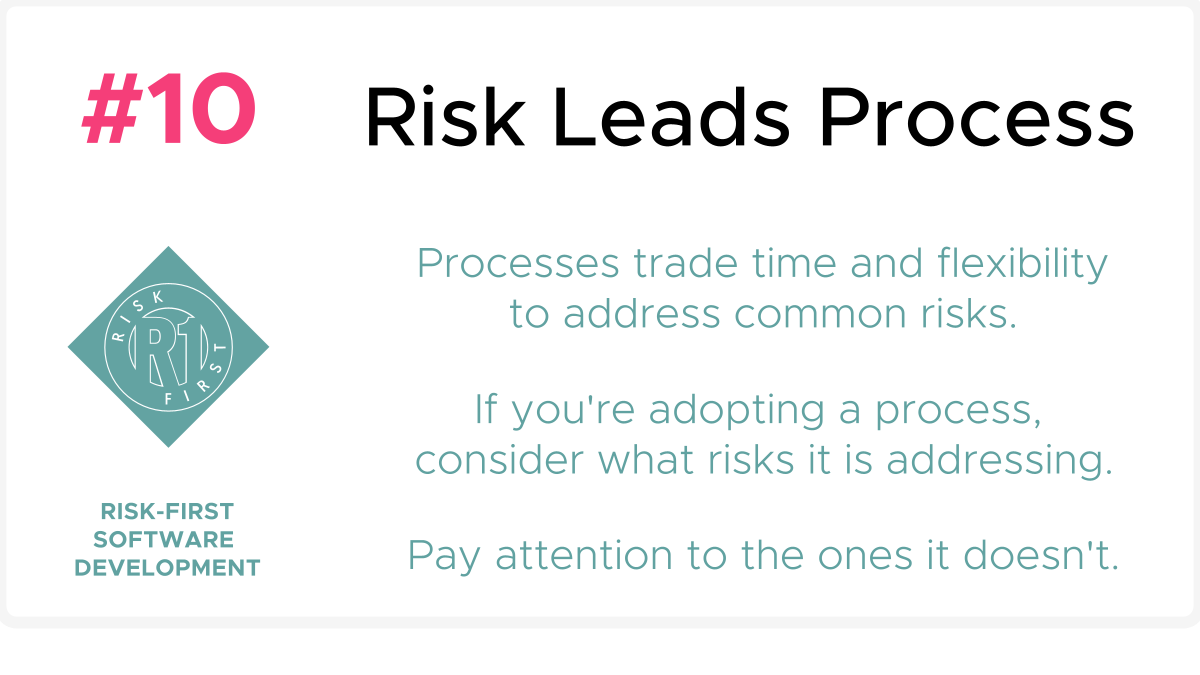 #10
Risk Leads Process
RISK
R1
FIRST
RISK-FIRST
SOFTWARE
DEVELOPMENT
Processes trade time and flexibility
to address common risks.
If you're adopting a process,
consider what risks it is addressing.
Pay attention to the ones it doesn't.